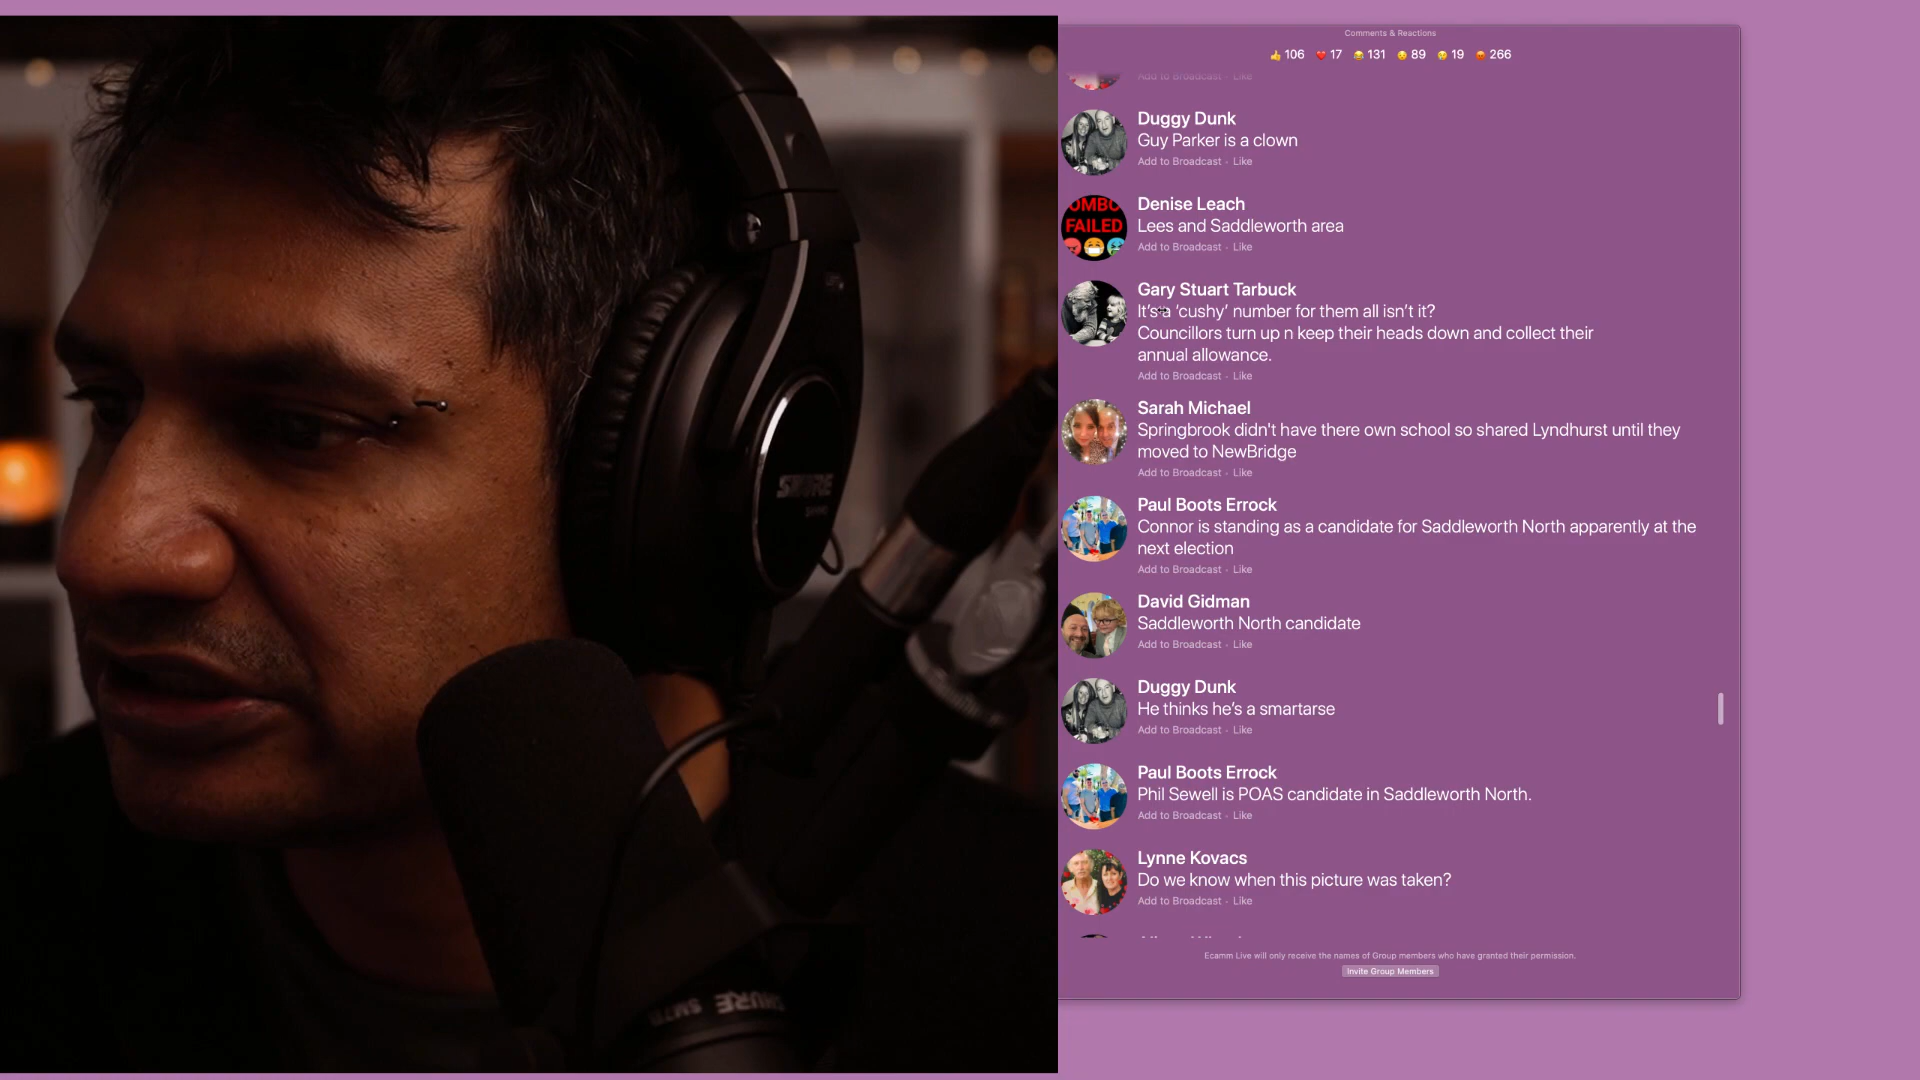 Comments & Reactions
106 17 131 89 19 266
Add to Broadcast · Like
Duggy Dunk
Guy Parker is a clown
Add to Broadcast · Like
FAILED
Denise Leach
Lees and Saddleworth area
Add to Broadcast · Like
Gary Stuart Tarbuck
It's a 'cushy' number for them all isn't it?
Councillors turn up n keep their heads down and collect their
annual allowance.
Add to Broadcast · Like
Sarah Michael
Springbrook didn't have there own school so shared Lyndhurst until they
moved to NewBridge
Add to Broadcast · Like
Paul Boots Errock
Connor is standing as a candidate for Saddleworth North apparently at the
next election
Add to Broadcast · Like
David Gidman
Saddleworth North candidate
Add to Broadcast · Like
Duggy Dunk
He thinks he's a smartarse
Add to Broadcast · Like
Paul Boots Errock
Phil Sewell is POAS candidate in Saddleworth North.
Add to Broadcast · Like
Lynne Kovacs
Do we know when this picture was taken?
Add to Broadcast · Like
Ecamm Live will only receive the names of Group members who have granted their permission.
Invite Group Members
SHURE
SHURE SM7B